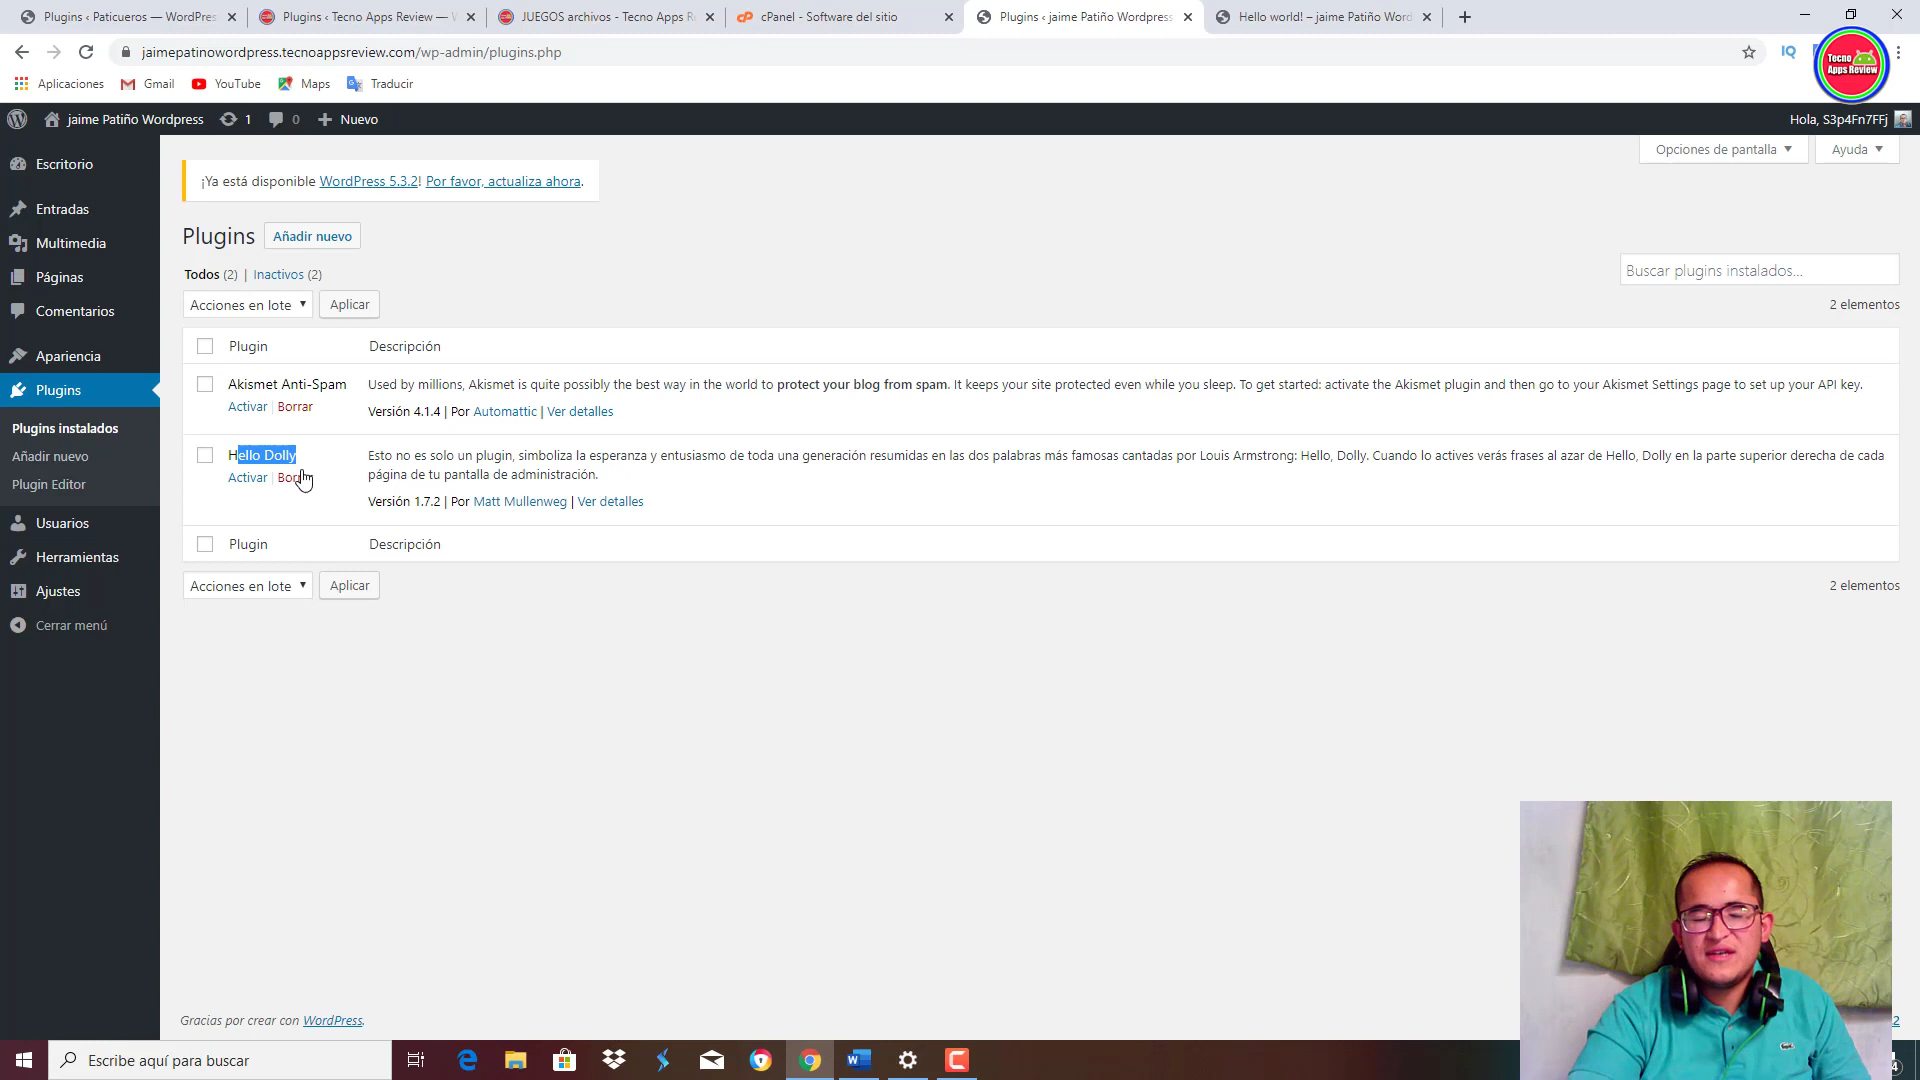 Plugins ‹ Paticueros — WordPres
Plugins ‹ Tecno Apps Review — W
JUEGOS archivos - Tecno Apps Re
cPanel - Software del sitio
Plugins ‹ jaime Patiño Wordpress
Hello world! – jaime Patiño Word
jaimepatinowordpress.tecnoappsreview.com/wp-admin/plugins.php
IQ
Tecno
Apps Review
Aplicaciones
Gmail
YouTube
Maps
Traducir
jaime Patiño Wordpress
1
0
Nuevo
Hola, S3p4Fn7FFj
Escritorio
Entradas
Multimedia
Páginas
Comentarios
Apariencia
Plugins
Plugins instalados
Añadir nuevo
Plugin Editor
Usuarios
Herramientas
Ajustes
Cerrar menú
Opciones de pantalla
Ayuda
¡Ya está disponible WordPress 5.3.2! Por favor, actualiza ahora.
Plugins
Añadir nuevo
Todos (2) | Inactivos (2)
Buscar plugins instalados...
Acciones en lote
Aplicar
2 elementos
Plugin
Descripción
Akismet Anti-Spam
Activar | Borrar
Used by millions, Akismet is quite possibly the best way in the world to protect your blog from spam. It keeps your site protected even while you sleep. To get started: activate the Akismet plugin and then go to your Akismet Settings page to set up your API key.
Versión 4.1.4 | Por Automattic | Ver detalles
Hello Dolly
Activar | Bor
Esto no es solo un plugin, simboliza la esperanza y entusiasmo de toda una generación resumidas en las dos palabras más famosas cantadas por Louis Armstrong: Hello, Dolly. Cuando lo actives verás frases al azar de Hello, Dolly en la parte superior derecha de cada
página de tu pantalla de administración.
Versión 1.7.2 | Por Matt Mullenweg | Ver detalles
Plugin
Descripción
Acciones en lote
Aplicar
2 elementos
Gracias por crear con WordPress.
2
Escribe aquí para buscar